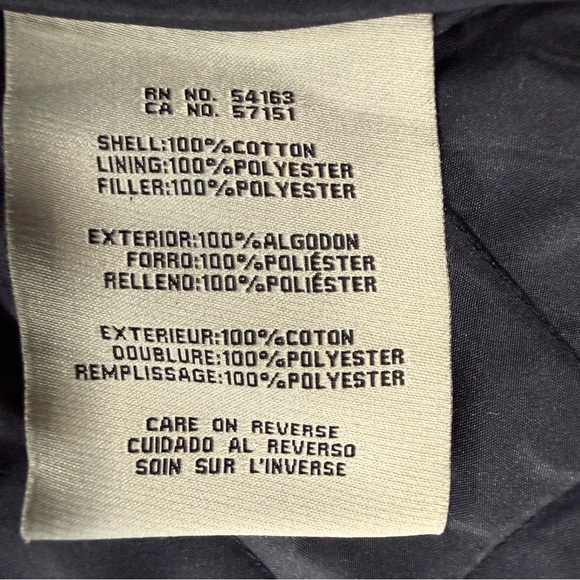 RN NO. 54163
CA NO. 57151
SHELL:100%COTTON
LINING:100%POLYESTER
FILLER:100%POLYESTER
EXTERIOR:100%ALGODON
FORRO:100%POLIÉSTER
RELLENO:100%POLIÉSTER
EXTERIEUR:100%COTON
DOUBLURE:100%POLYESTER
REMPLISSAGE:100%POLYESTER
CARE ON REVERSE
CUIDADO AL REVERSO
SOIN SUR L'INVERSE